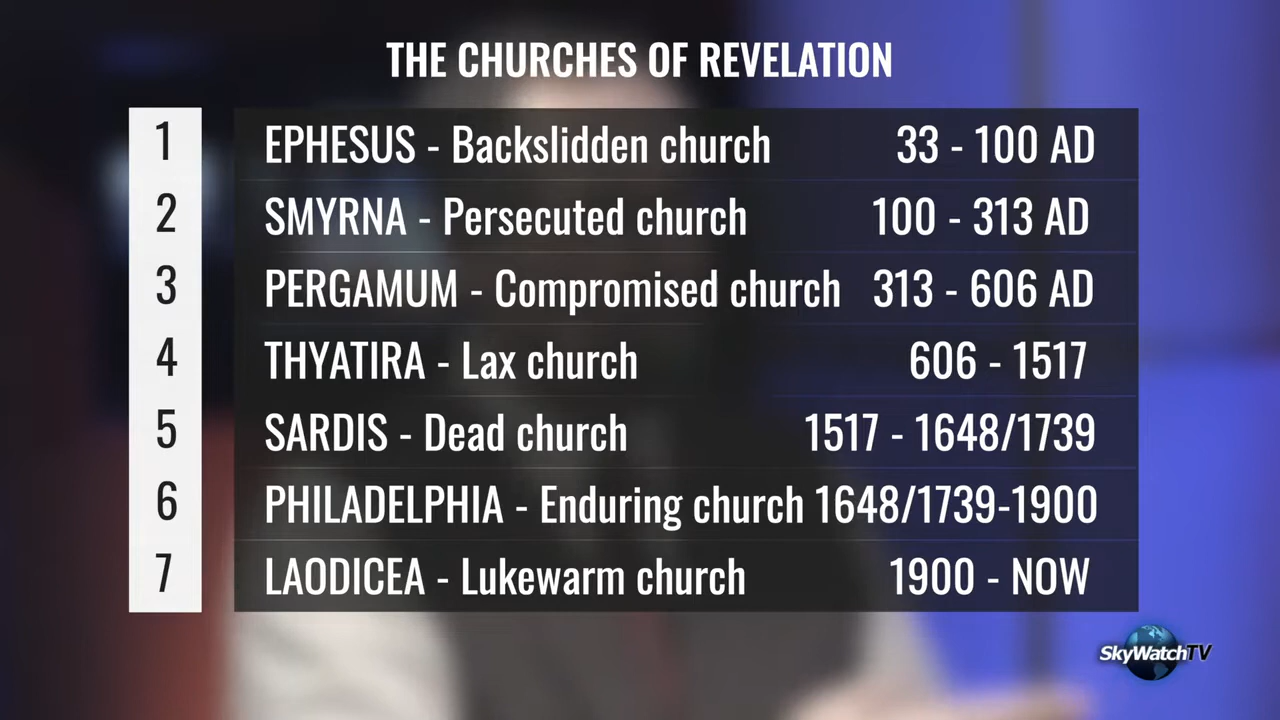 THE CHURCHES OF REVELATION
1 EPHESUS - Backslidden church 33 - 100 AD
2 SMYRNA - Persecuted church 100 - 313 AD
3 PERGAMUM - Compromised church 313 - 606 AD
4 THYATIRA - Lax church 606 - 1517
5 SARDIS - Dead church 1517 - 1648/1739
6 PHILADELPHIA - Enduring church 1648/1739-1900
7 LAODICEA - Lukewarm church 1900 - NOW
SkyWatchTV